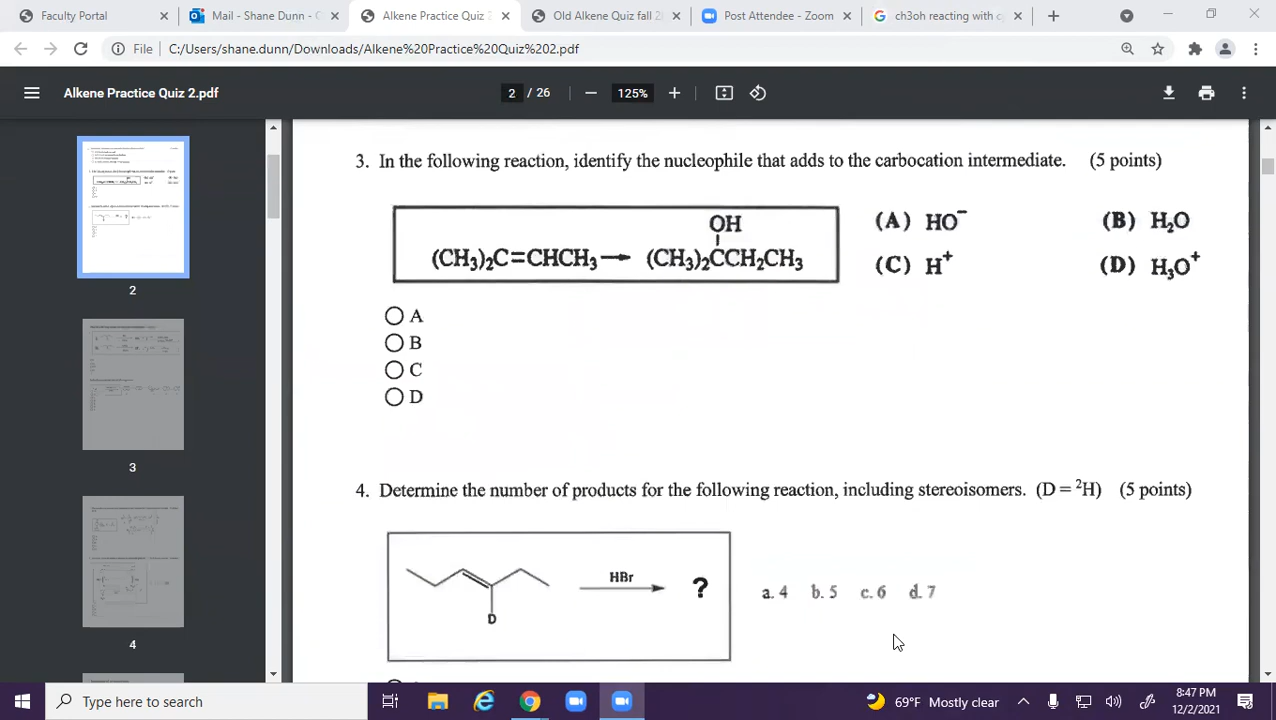 Faculty Portal
Mail - Shane Dunn - C
Alkene Practice Quiz 2
Old Alkene Quiz fall 2
Post Attendee - Zoom
ch3oh reacting with c
File
C:/Users/shane.dunn/Downloads/Alkene%20Practice%20Quiz%202.pdf
Alkene Practice Quiz 2.pdf
2 / 26
125%
3. In the following reaction, identify the nucleophile that adds to the carbocation intermediate. (5 points)
OH
(CH₃)₂C=CHCH₃→ (CH₃)₂CCH₂CH₃
(A) HO⁻
(B) H₂O
(C) H⁺
(D) H₃O⁺
A
B
C
D
4. Determine the number of products for the following reaction, including stereoisomers. (D = ²H) (5 points)
HBr
?
D
a. 4 b. 5 c. 6 d. 7
2
3
4
Type here to search
69°F Mostly clear
8:47 PM
12/2/2021